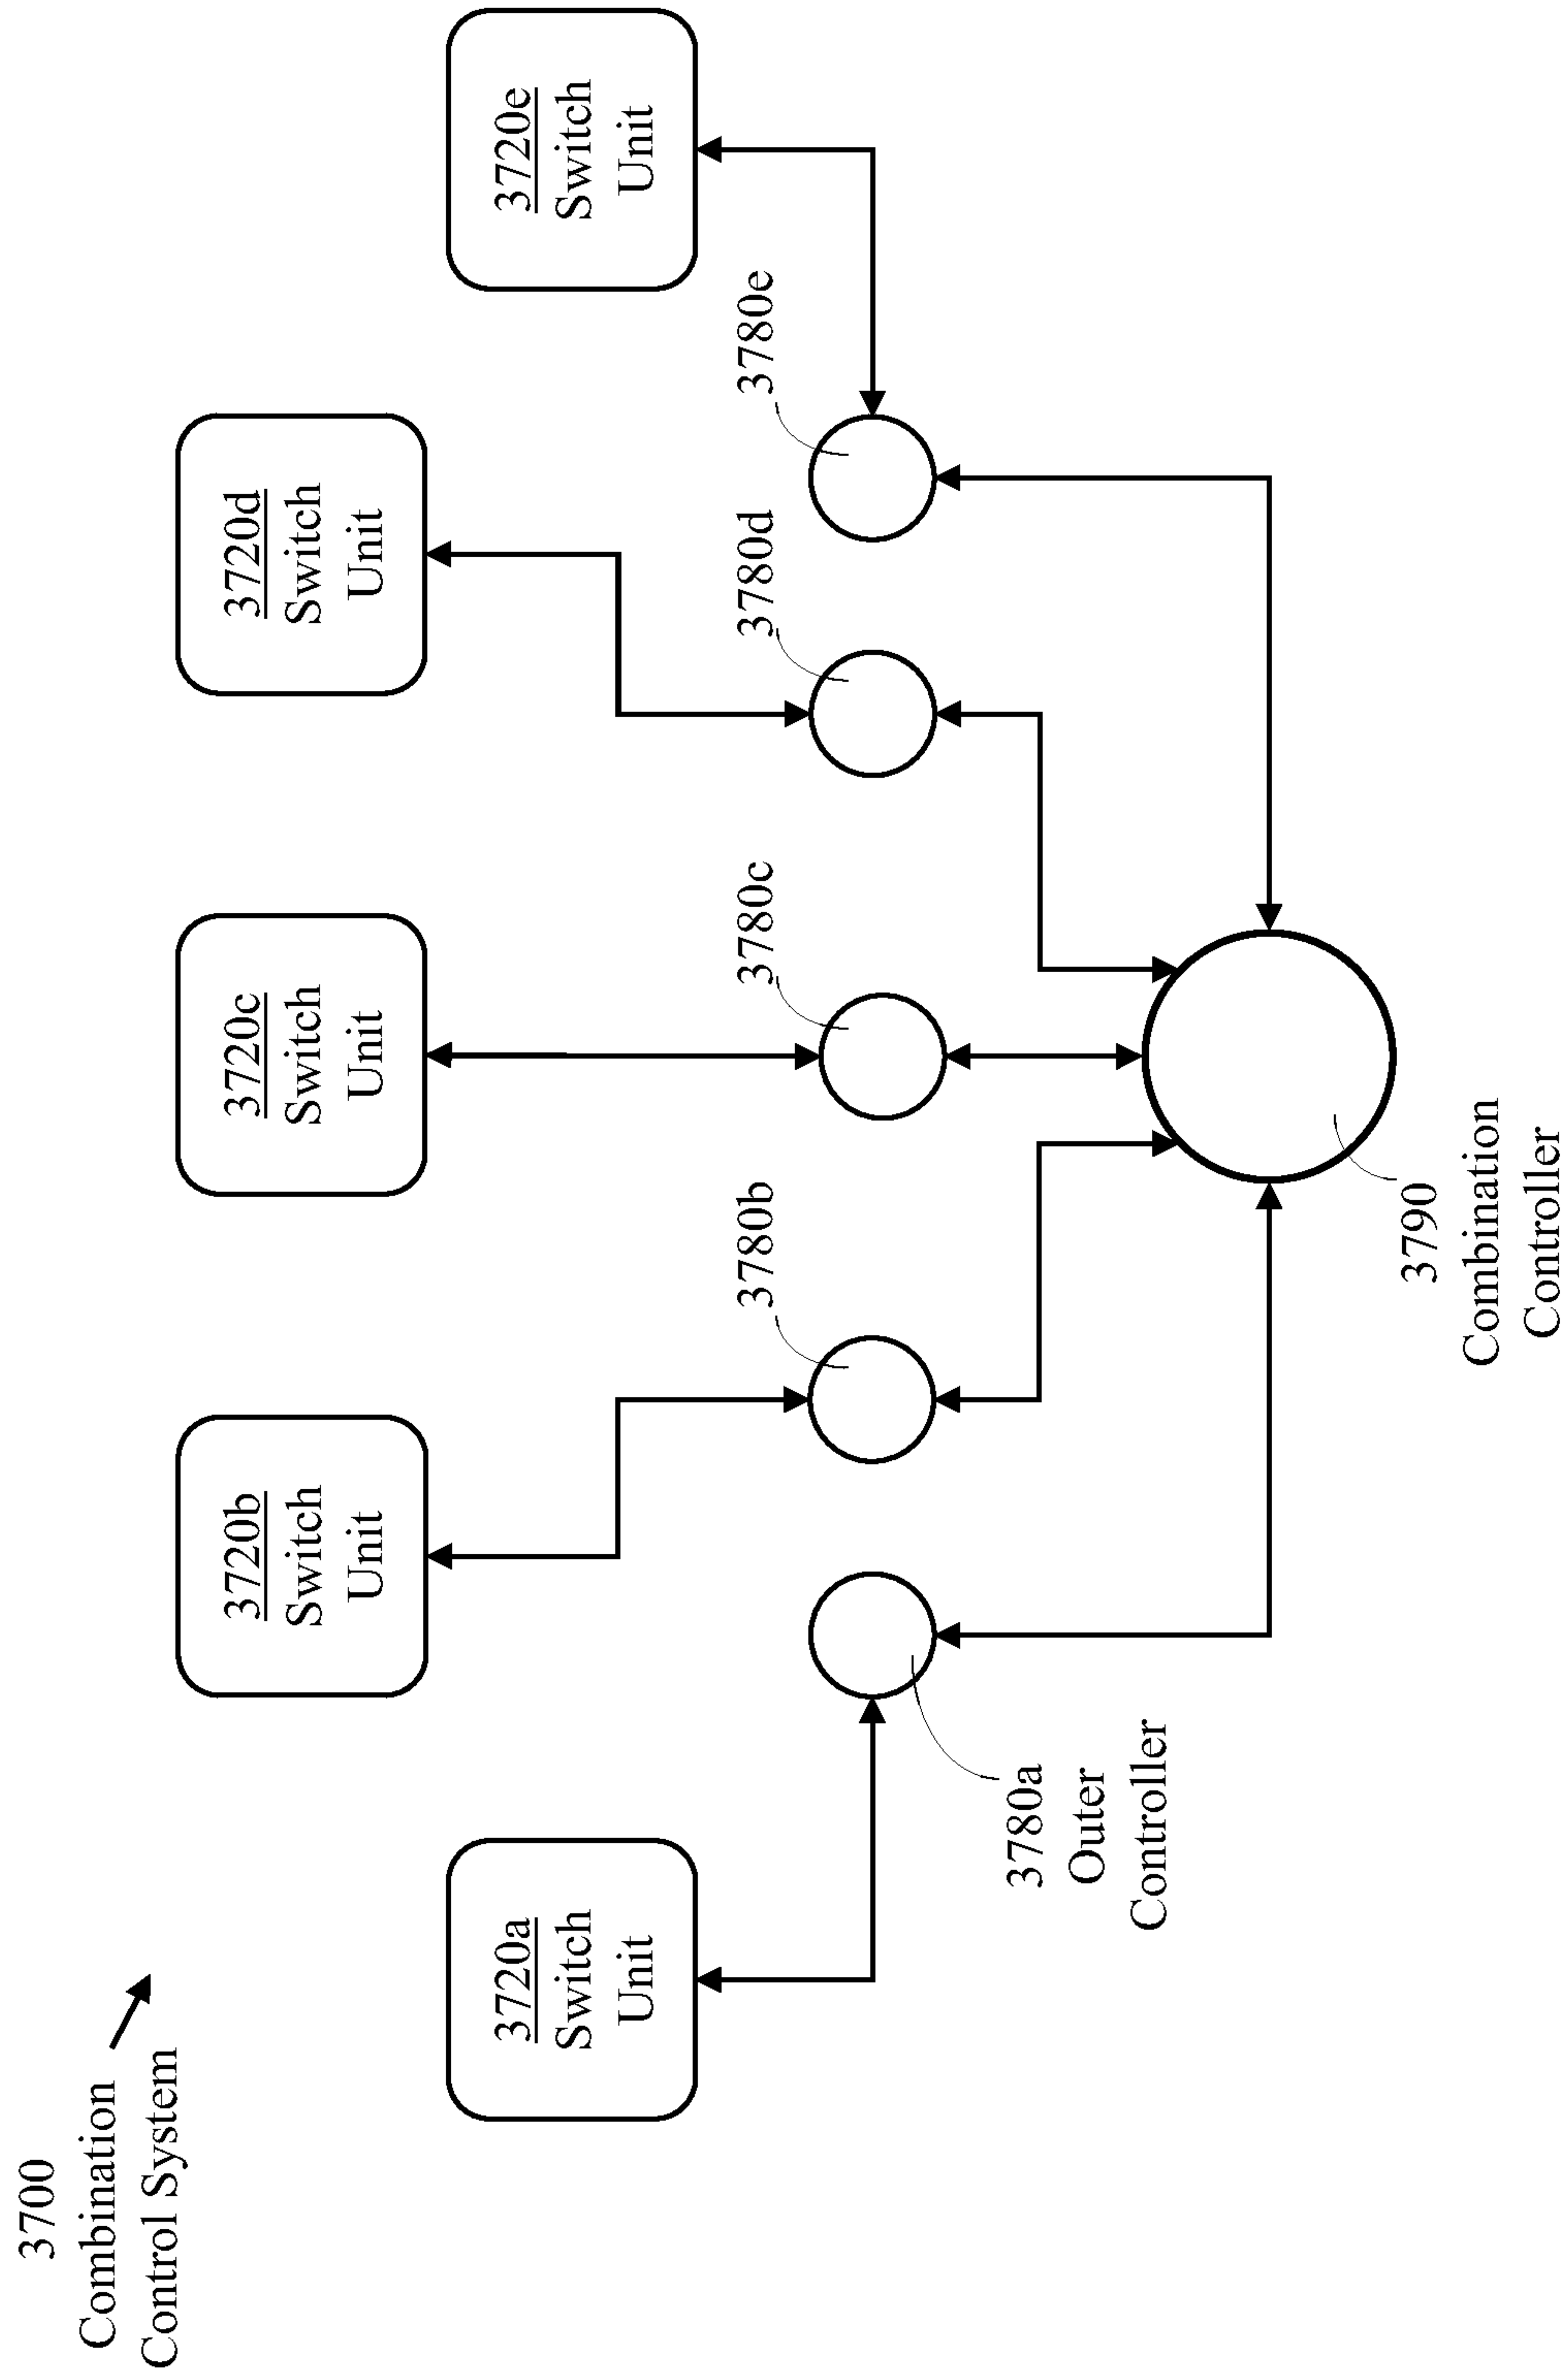 3700
Combination
Control System
3720a
Switch
Unit
3720b
Switch
Unit
3720c
Switch
Unit
3720d
Switch
Unit
3720e
Switch
Unit
3780a
Outer
Controller
3780b
3780c
3780d
3780e
3790
Combination
Controller